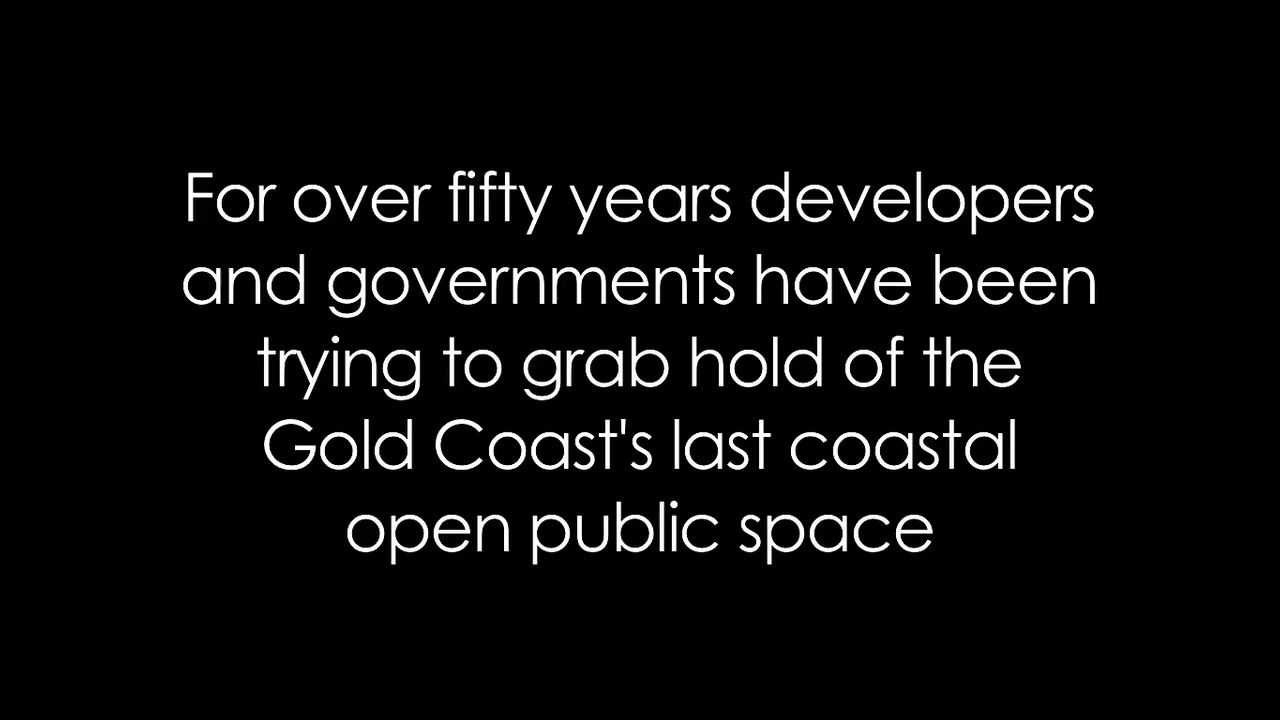 For over fifty years developers
and governments have been
trying to grab hold of the
Gold Coast's last coastal
open public space